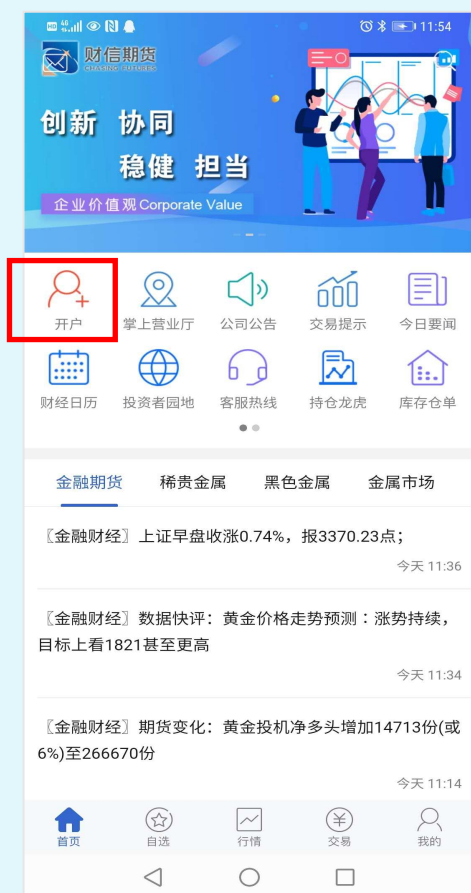 HD 4G 11:54
财信期货
CHASING FUTURES
创新 协同
稳健 担当
企业价值观 Corporate Value
开户 掌上营业厅 公司公告 交易提示 今日要闻
财经日历 投资者园地 客服热线 持仓龙虎 库存仓单
金融期货 稀贵金属 黑色金属 金属市场
〖金融财经〗上证早盘收涨0.74%，报3370.23点；
今天 11:36
〖金融财经〗数据快评：黄金价格走势预测：涨势持续，
目标上看1821甚至更高
今天 11:34
〖金融财经〗期货变化：黄金投机净多头增加14713份(或
6%)至266670份
今天 11:14
首页 自选 行情 交易 我的